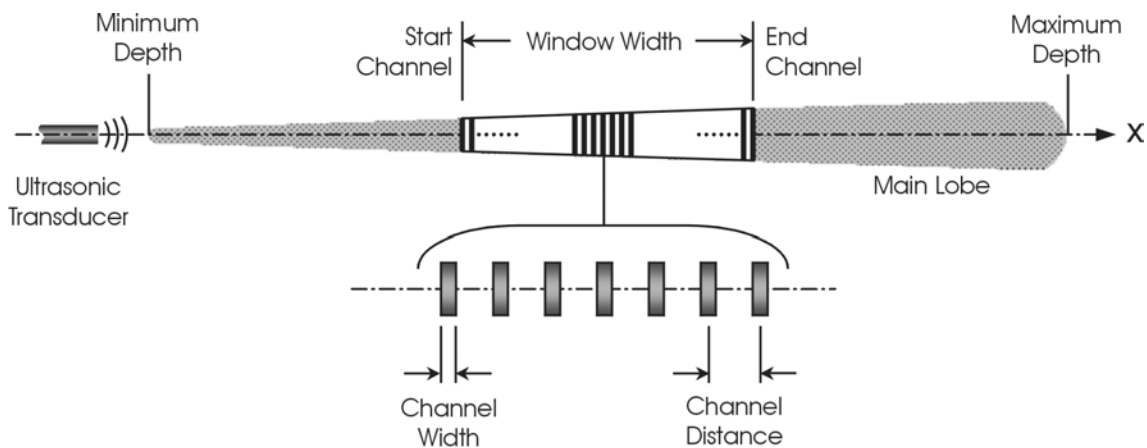 Minimum
Depth
Start
Channel
Window Width
End
Channel
Maximum
Depth
X
Ultrasonic
Transducer
Main Lobe
Channel
Width
Channel
Distance